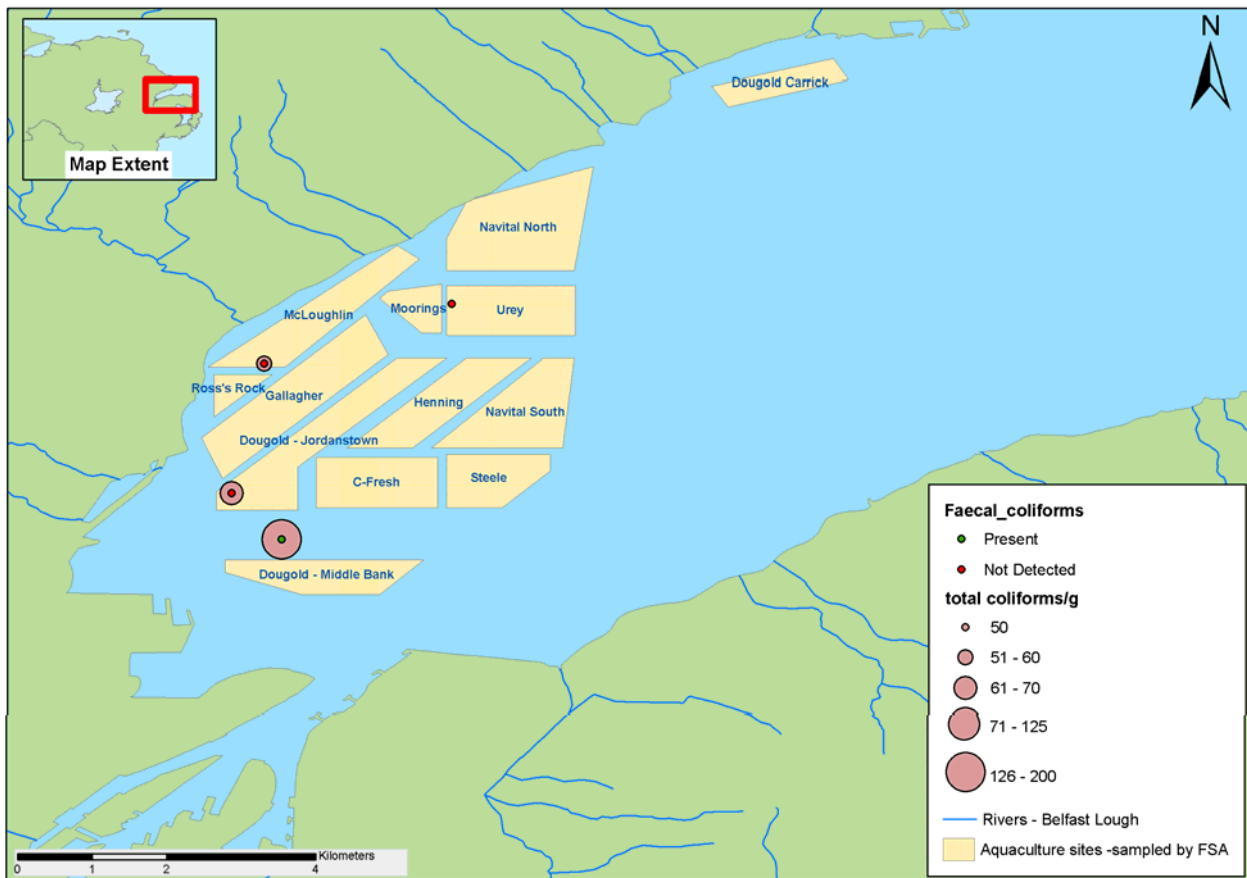 Map Extent
N
Dougold Carrick
Navital North
McLoughlin
Moorings
Urey
Ross's Rock
Gallagher
Henning
Navital South
Dougold - Jordanstown
C-Fresh
Steele
Dougold - Middle Bank
Faecal_coliforms
Present
Not Detected
total coliforms/g
50
51 - 60
61 - 70
71 - 125
126 - 200
Rivers - Belfast Lough
Aquaculture sites -sampled by FSA
Kilometers
0 1 2 4